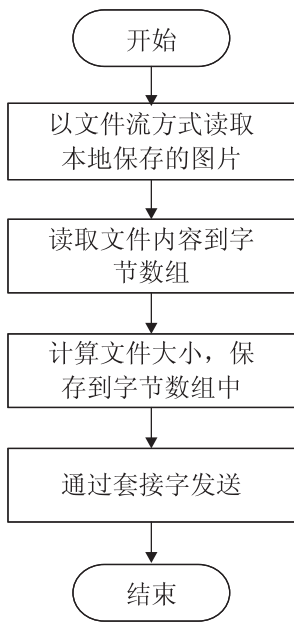 开始
以文件流方式读取
本地保存的图片
读取文件内容到字
节数组
计算文件大小，保
存到字节数组中
通过套接字发送
结束